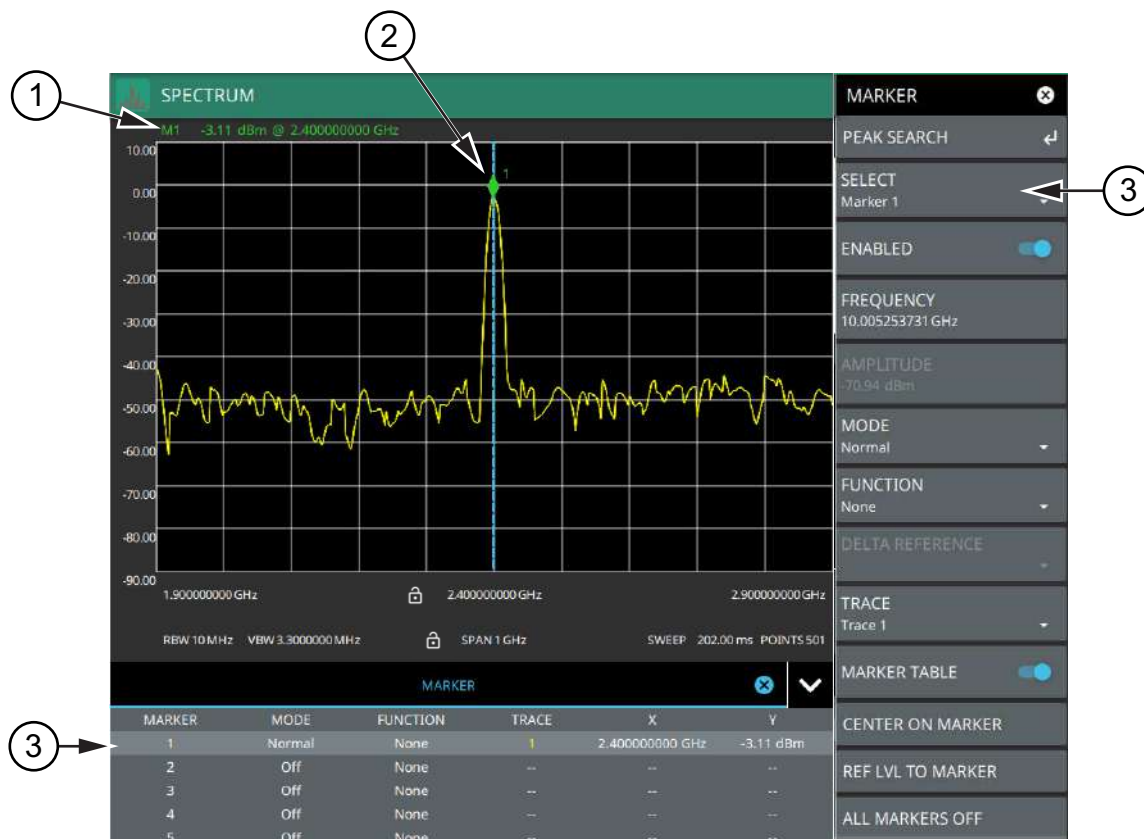 2
1
SPECTRUM
M1 -3.11 dBm @ 2.400000000 GHz
1
10.00
0.00
-10.00
-20.00
-30.00
-40.00
-50.00
-60.00
-70.00
-80.00
-90.00
1.900000000 GHz 2.400000000 GHz 2.900000000 GHz
RBW 10 MHz VBW 3.3000000 MHz SPAN 1 GHz SWEEP 202.00 ms POINTS 501
MARKER
PEAK SEARCH
SELECT
Marker 1
3
ENABLED
FREQUENCY
10.005253731 GHz
AMPLITUDE
-70.94 dBm
MODE
Normal
FUNCTION
None
DELTA REFERENCE
TRACE
Trace 1
MARKER TABLE
CENTER ON MARKER
REF LVL TO MARKER
ALL MARKERS OFF
MARKER
MARKER MODE FUNCTION TRACE X Y
3
1 Normal None 1 2.400000000 GHz -3.11 dBm
2 Off None -- -- --
3 Off None -- -- --
4 Off None -- -- --
5 Off None -- -- --